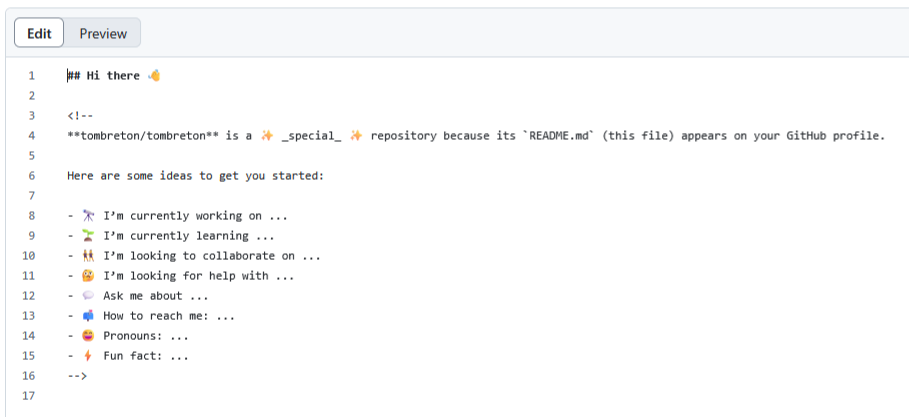 Edit Preview
1 ## Hi there 👋
2
3 <!--
4 **tombreton/tombreton** is a ✨ _special_ ✨ repository because its `README.md` (this file) appears on your GitHub profile.
5
6 Here are some ideas to get you started:
7
8 - 🔭 I’m currently working on ...
9 - 🌱 I’m currently learning ...
10 - 👯 I’m looking to collaborate on ...
11 - 🤔 I’m looking for help with ...
12 - 💬 Ask me about ...
13 - 📫 How to reach me: ...
14 - 😄 Pronouns: ...
15 - ⚡ Fun fact: ...
16 -->
17